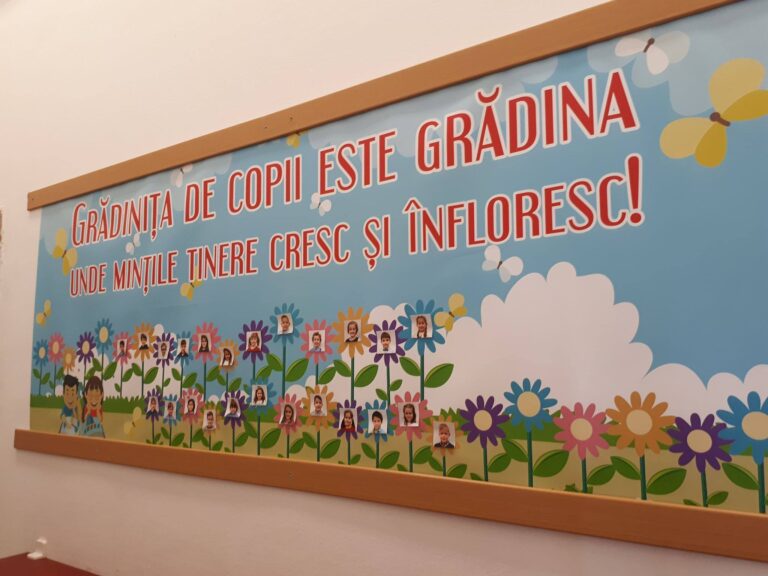 GRĂDINIȚA DE COPII ESTE GRĂDINA
UNDE MINȚILE TINERE CRESC ȘI ÎNFLORESC!